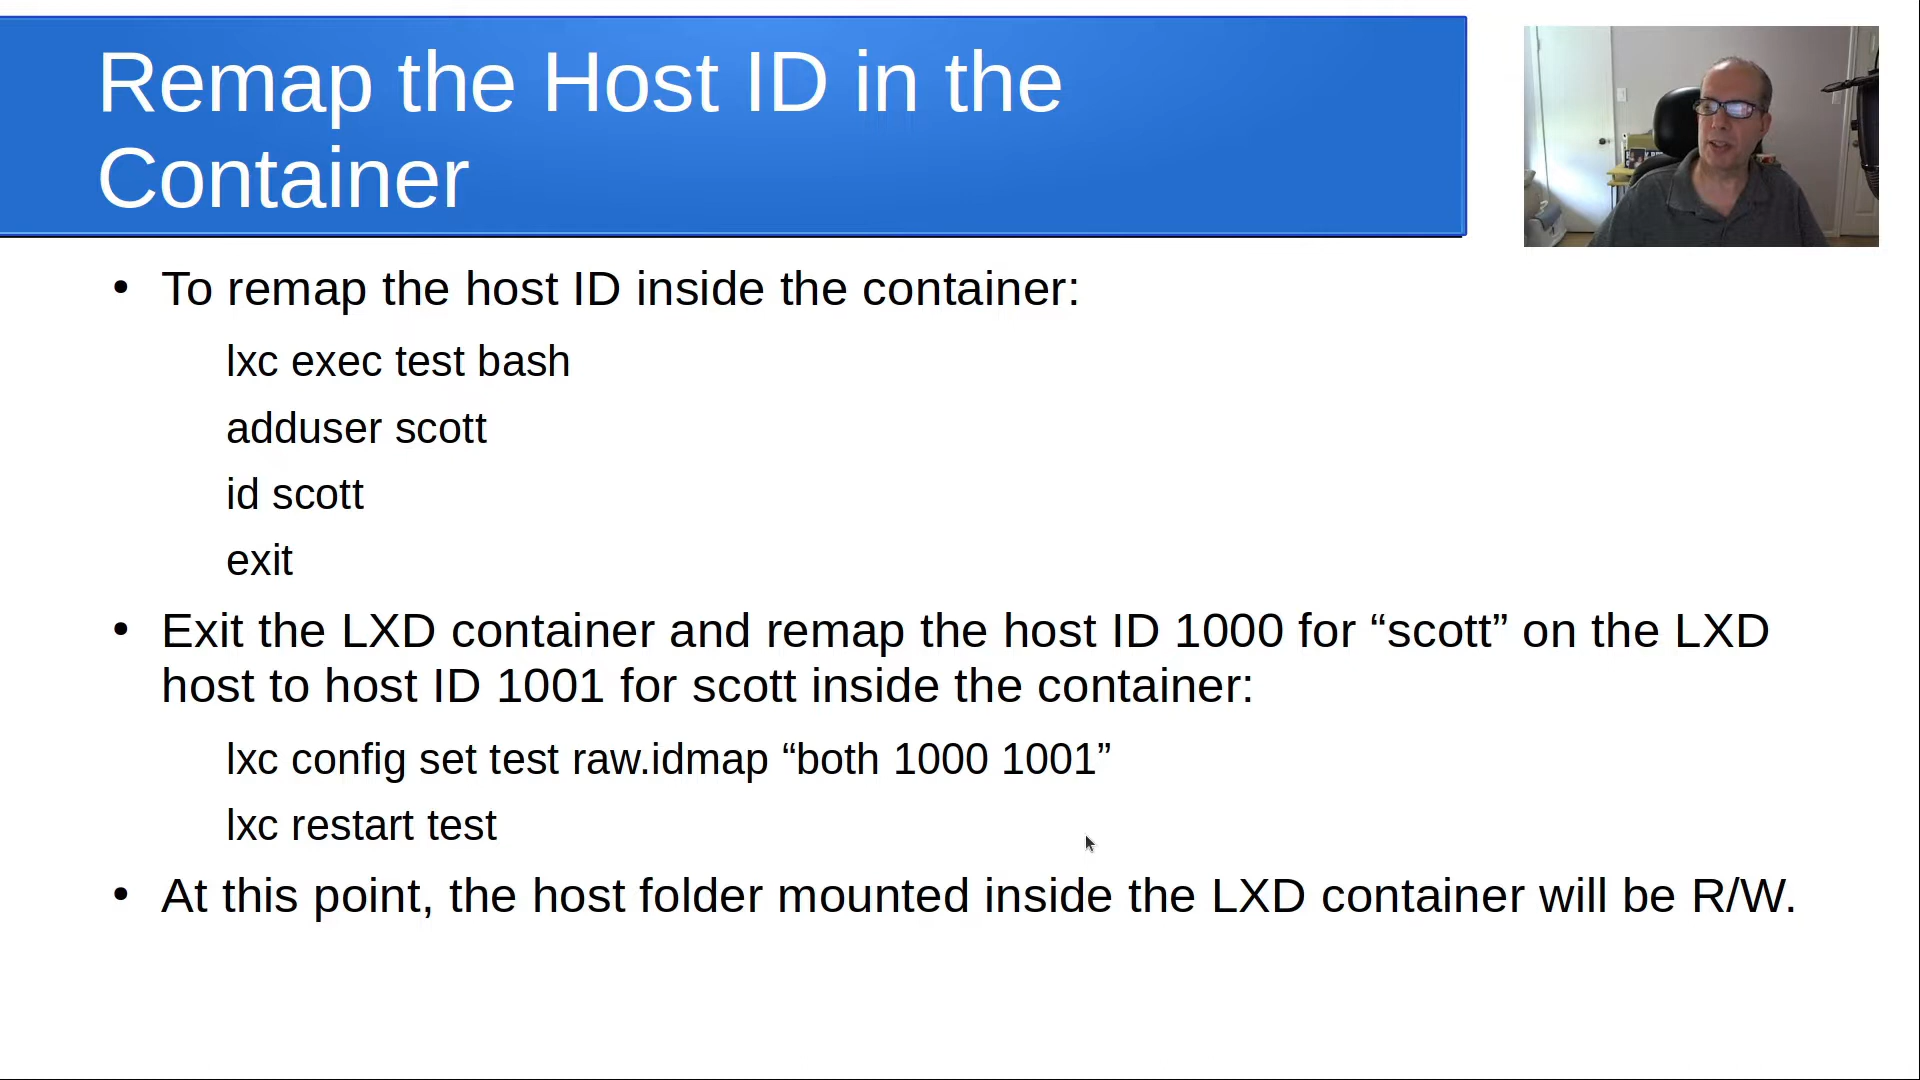 Remap the Host ID in the
Container
• To remap the host ID inside the container:
lxc exec test bash
adduser scott
id scott
exit
• Exit the LXD container and remap the host ID 1000 for “scott” on the LXD
host to host ID 1001 for scott inside the container:
lxc config set test raw.idmap “both 1000 1001”
lxc restart test
• At this point, the host folder mounted inside the LXD container will be R/W.